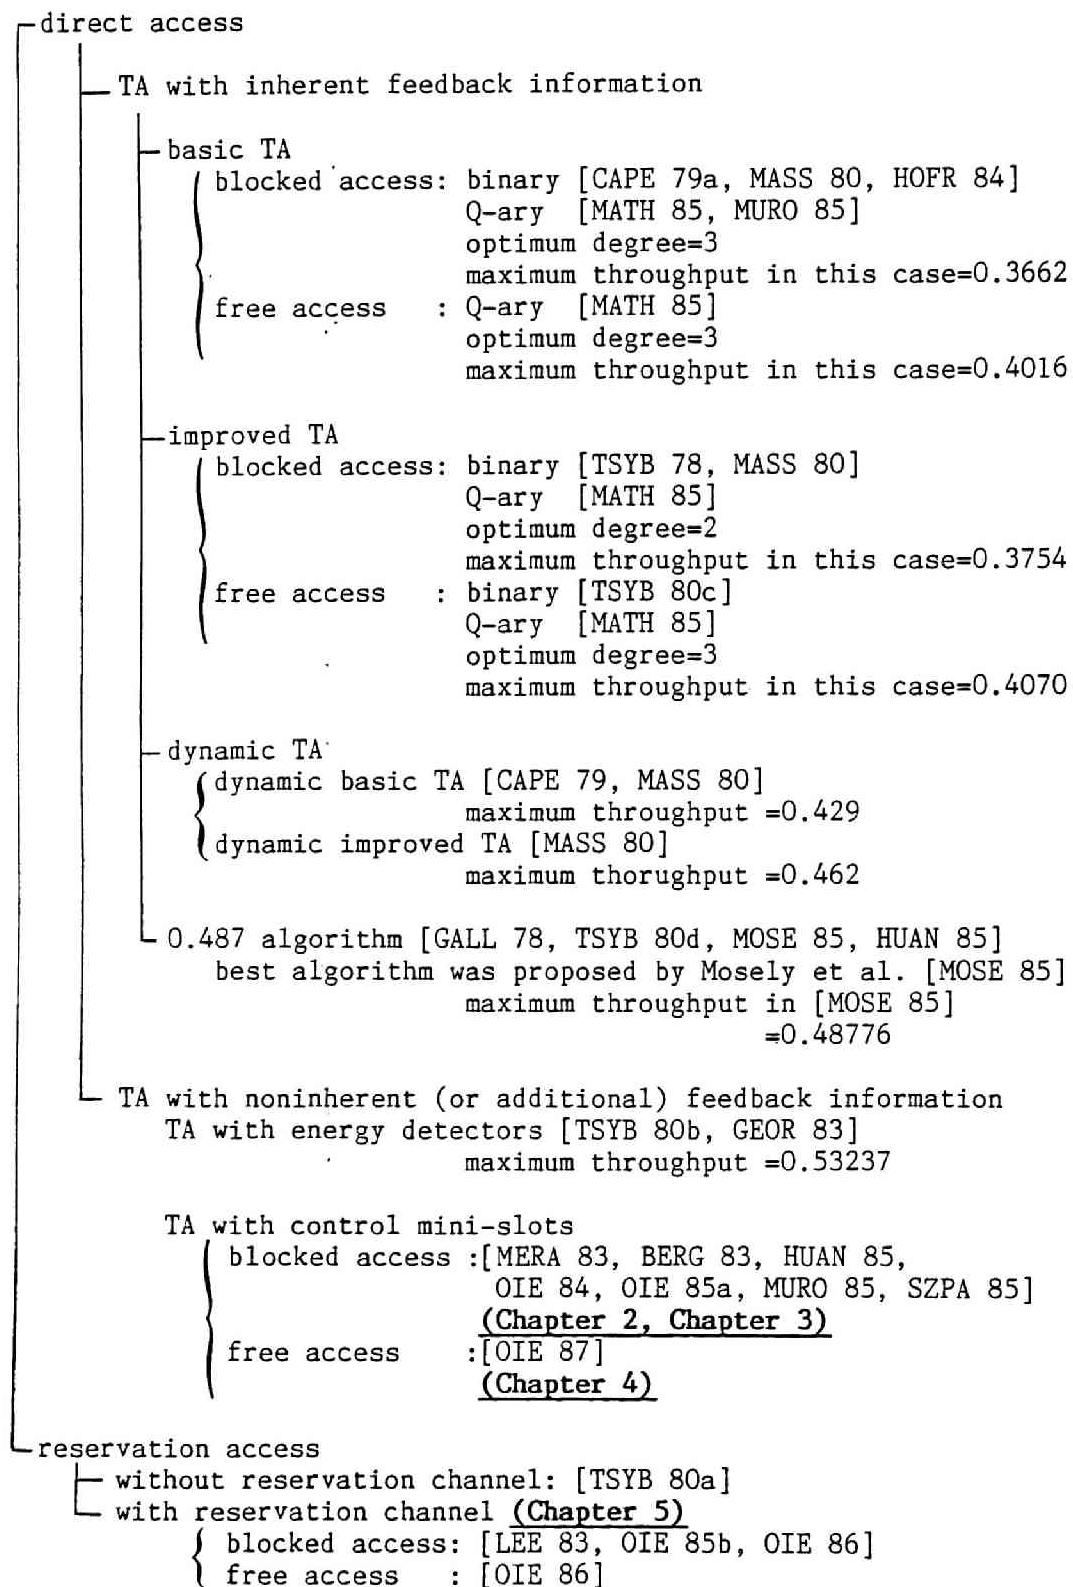 direct access
TA with inherent feedback information
basic TA
blocked access: binary [CAPE 79a, MASS 80, HOFR 84]
Q-ary [MATH 85, MURO 85]
optimum degree=3
maximum throughput in this case=0.3662
free access : Q-ary [MATH 85]
optimum degree=3
maximum throughput in this case=0.4016
improved TA
blocked access: binary [TSYB 78, MASS 80]
Q-ary [MATH 85]
optimum degree=2
maximum throughput in this case=0.3754
free access : binary [TSYB 80c]
Q-ary [MATH 85]
optimum degree=3
maximum throughput in this case=0.4070
dynamic TA
dynamic basic TA [CAPE 79, MASS 80]
maximum throughput =0.429
dynamic improved TA [MASS 80]
maximum thorughput =0.462
0.487 algorithm [GALL 78, TSYB 80d, MOSE 85, HUAN 85]
best algorithm was proposed by Mosely et al. [MOSE 85]
maximum throughput in [MOSE 85]
=0.48776
TA with noninherent (or additional) feedback information
TA with energy detectors [TSYB 80b, GEOR 83]
maximum throughput =0.53237
TA with control mini-slots
blocked access :[MERA 83, BERG 83, HUAN 85,
OIE 84, OIE 85a, MURO 85, SZPA 85]
(Chapter 2, Chapter 3)
free access :[OIE 87]
(Chapter 4)
reservation access
without reservation channel: [TSYB 80a]
with reservation channel (Chapter 5)
blocked access: [LEE 83, OIE 85b, OIE 86]
free access : [OIE 86]